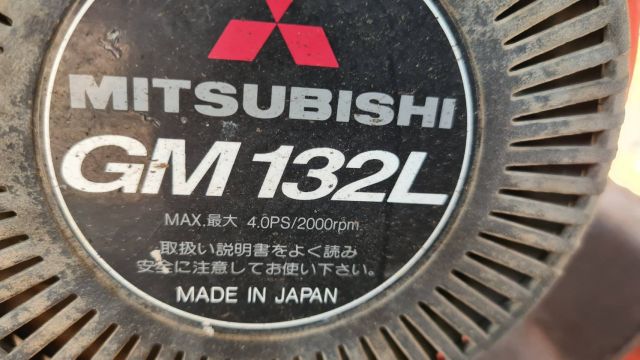 MITSUBISHI
GM 132L
MAX.最大 4.0PS/2000rpm
取扱い説明書をよく読み
安全に注意してお使い下さい。
MADE IN JAPAN